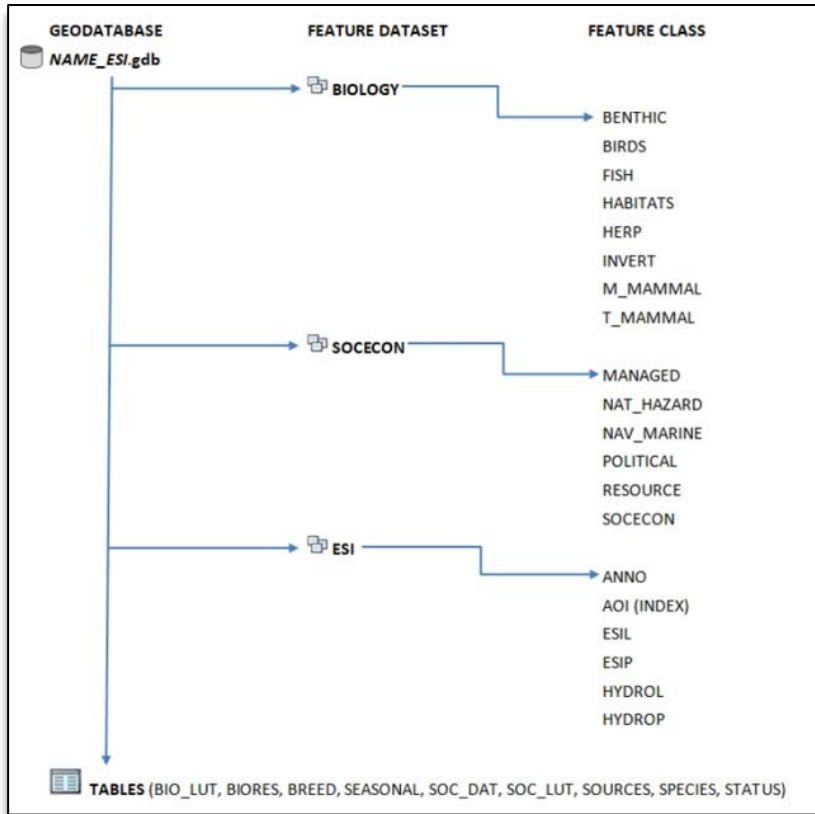 GEODATABASE FEATURE DATASET FEATURE CLASS
NAME_ESI.gdb
BIOLOGY
BENTHIC
BIRDS
FISH
HABITATS
HERP
INVERT
M_MAMMAL
T_MAMMAL
SOCECON
MANAGED
NAT_HAZARD
NAV_MARINE
POLITICAL
RESOURCE
SOCECON
ESI
ANNO
AOI (INDEX)
ESIL
ESIP
HYDROL
HYDROP
TABLES (BIO_LUT, BIORES, BREED, SEASONAL, SOC_DAT, SOC_LUT, SOURCES, SPECIES, STATUS)